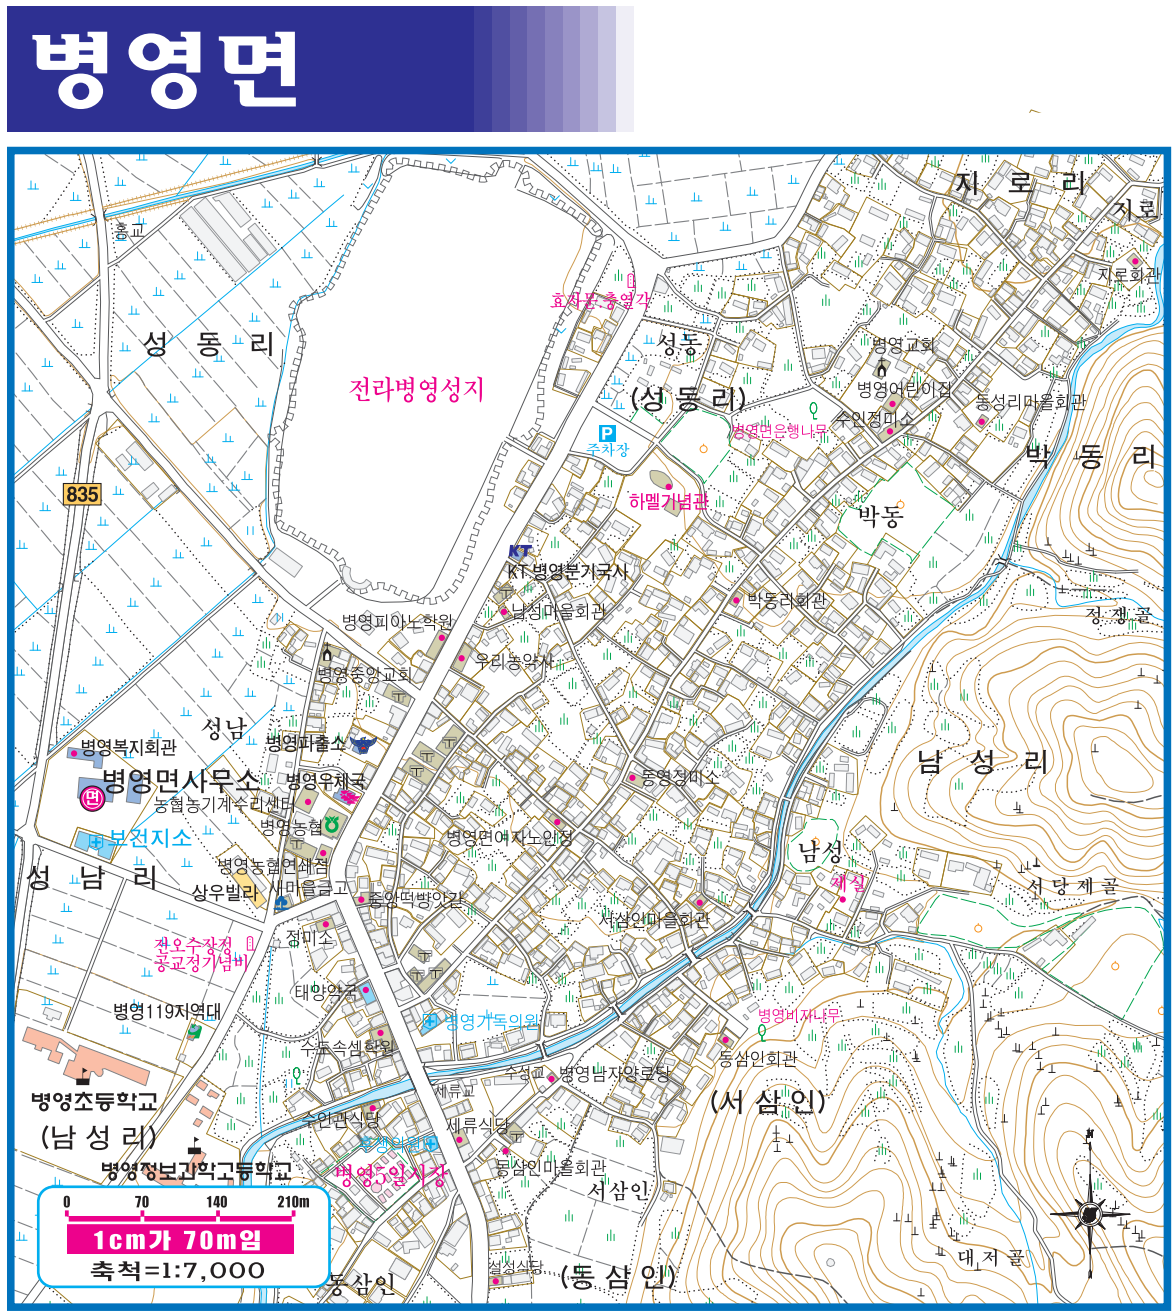 병영면
지 로 리
지로
홍교
지로회관
효자문.충열각
성 동 리
성동
병영교회
전라병영성지
병영어린이집
(성 동 리)
동성리마을회관
수인정미소
병영면은행나무
P
주차장
박 동 리
835
하멜기념관
박동
KT
KT 병영분기국사
박동리회관
남성마을회관
정쟁골
병영피아노학원
우리농약사
병영중앙교회
성남
병영파출소
병영복지회관
남 성 리
병영면사무소
병영우체국
동영정미소
면
농협농기계수리센터
병영농협
보건지소
병영면여자노인정
남성
병영농협연쇄점
성 남 리
재실
서당제골
상우빌라
새마을금고
중앙떡방앗간
서삼인마을회관
정미소
전오수장정
공교정기념비
태양약국
병영119지역대
병영기독의원
병영비자나무
수도속셈학원
동삼인회관
수성교
병영남자양로당
세류교
병영초등학교
(서 삼 인)
수인관식당
세류식당
(남 성 리)
병영정보과학고등학교
병영5일시장
동삼인마을회관
서삼인
0 70 140 210m
1cm가 70m임
축척=1:7,000
대저골
설성식당
동삼인
(동 삼 인)
N